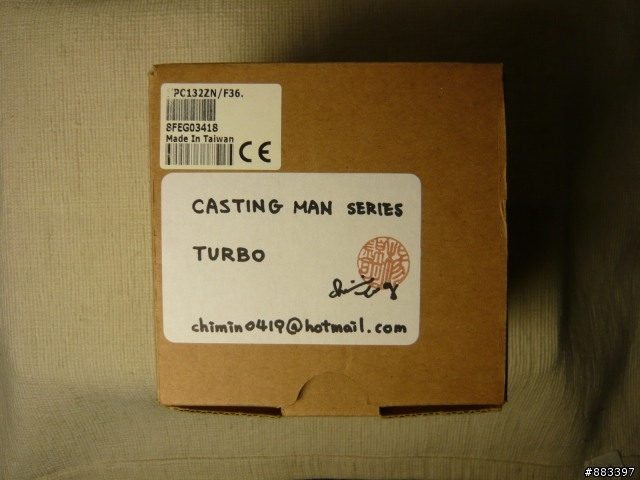 PC132ZN/F36.
8FEG03418
Made In Taiwan
CE
CASTING MAN SERIES
TURBO
chimin0419@hotmail.com
#883397